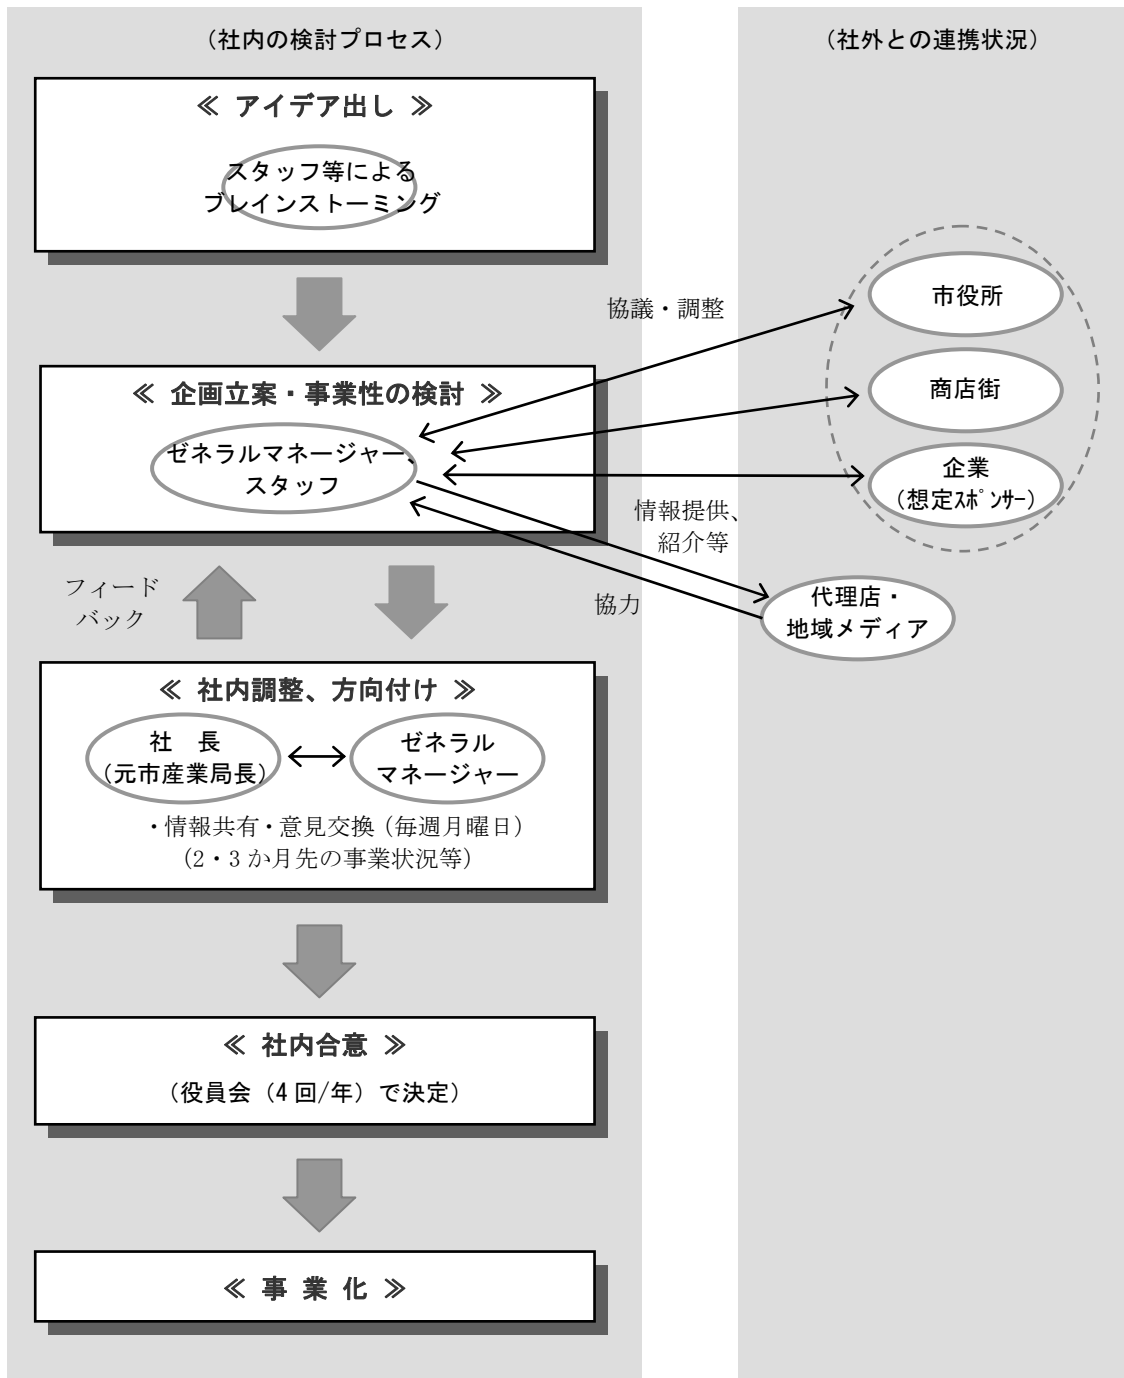 （社内の検討プロセス）
≪ アイデア出し ≫
スタッフ等による
ブレインストーミング
≪ 企画立案・事業性の検討 ≫
ゼネラルマネージャー、
スタッフ
フィード
バック
≪ 社内調整、方向付け ≫
社　長
（元市産業局長）
ゼネラル
マネージャー
・情報共有・意見交換（毎週月曜日）
（2・3 か月先の事業状況等）
≪ 社内合意 ≫
（役員会（4 回/年）で決定）
≪ 事 業 化 ≫
協議・調整
情報提供、
紹介等
協力
（社外との連携状況）
市役所
商店街
企業
（想定ｽﾎﾟﾝｻｰ）
代理店・
地域メディア